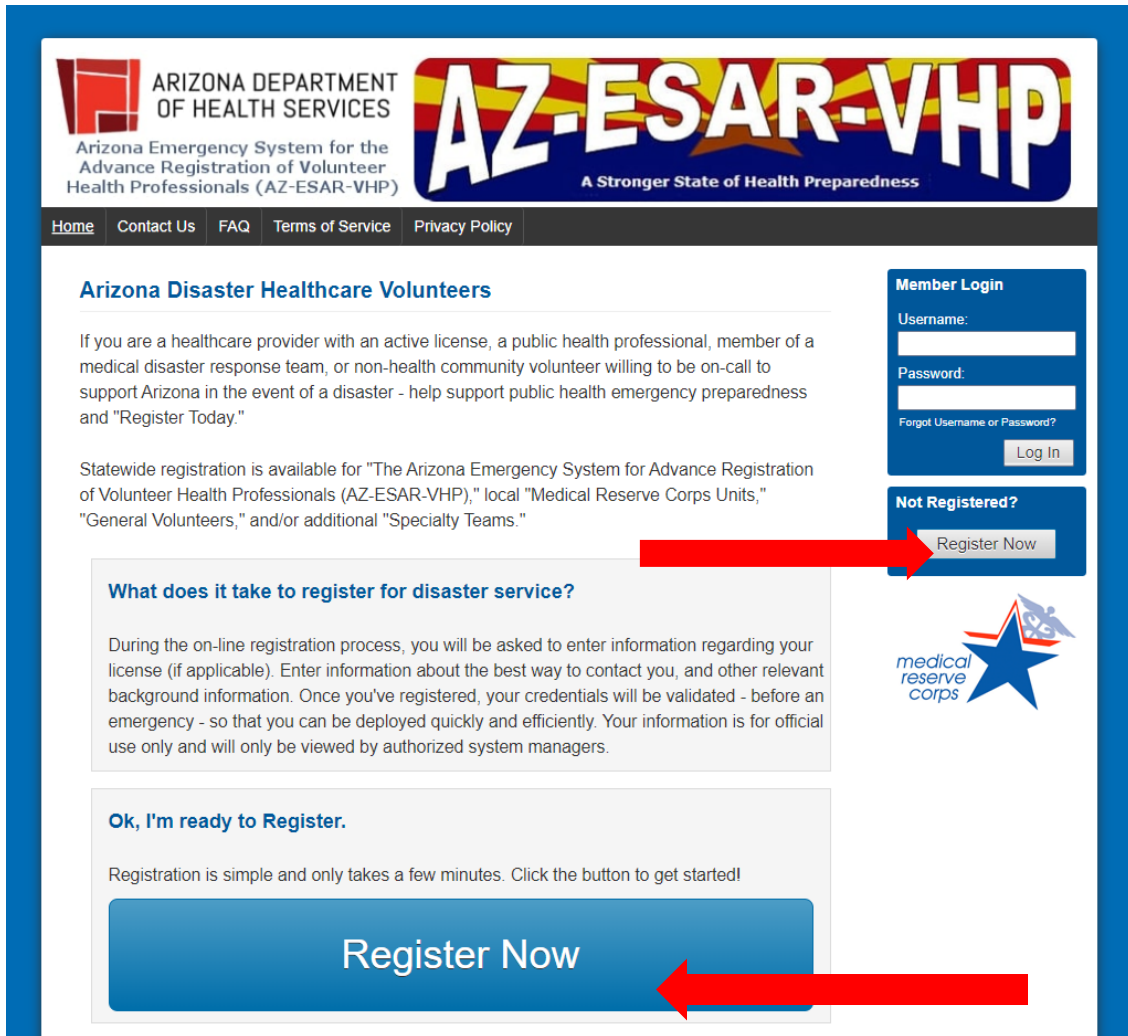 ARIZONA DEPARTMENT
OF HEALTH SERVICES
Arizona Emergency System for the
Advance Registration of Volunteer
Health Professionals (AZ-ESAR-VHP)
AZ-ESAR-VHP
A Stronger State of Health Preparedness
Home Contact Us FAQ Terms of Service Privacy Policy
Arizona Disaster Healthcare Volunteers
If you are a healthcare provider with an active license, a public health professional, member of a
medical disaster response team, or non-health community volunteer willing to be on-call to
support Arizona in the event of a disaster - help support public health emergency preparedness
and "Register Today."
Statewide registration is available for "The Arizona Emergency System for Advance Registration
of Volunteer Health Professionals (AZ-ESAR-VHP)," local "Medical Reserve Corps Units,"
"General Volunteers," and/or additional "Specialty Teams."
What does it take to register for disaster service?
During the on-line registration process, you will be asked to enter information regarding your
license (if applicable). Enter information about the best way to contact you, and other relevant
background information. Once you've registered, your credentials will be validated - before an
emergency - so that you can be deployed quickly and efficiently. Your information is for official
use only and will only be viewed by authorized system managers.
Ok, I'm ready to Register.
Registration is simple and only takes a few minutes. Click the button to get started!
Register Now
Member Login
Username:
Password:
Forgot Username or Password?
Log In
Not Registered?
Register Now
medical
reserve
corps